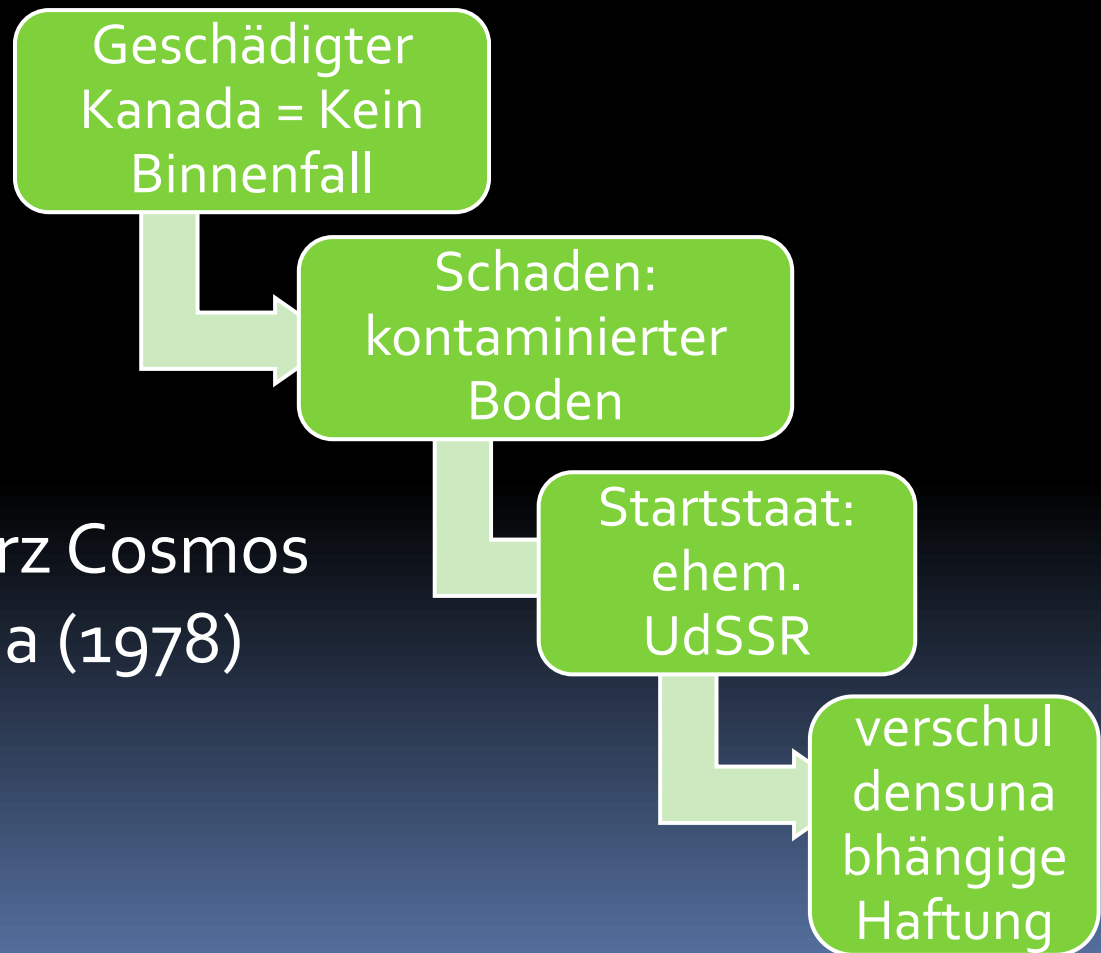 Geschädigter
Kanada = Kein
Binnenfall
Schaden:
kontaminierter
Boden
Startstaat:
ehem.
UdSSR
rz Cosmos
a (1978)
verschul
densuna
bhängige
Haftung